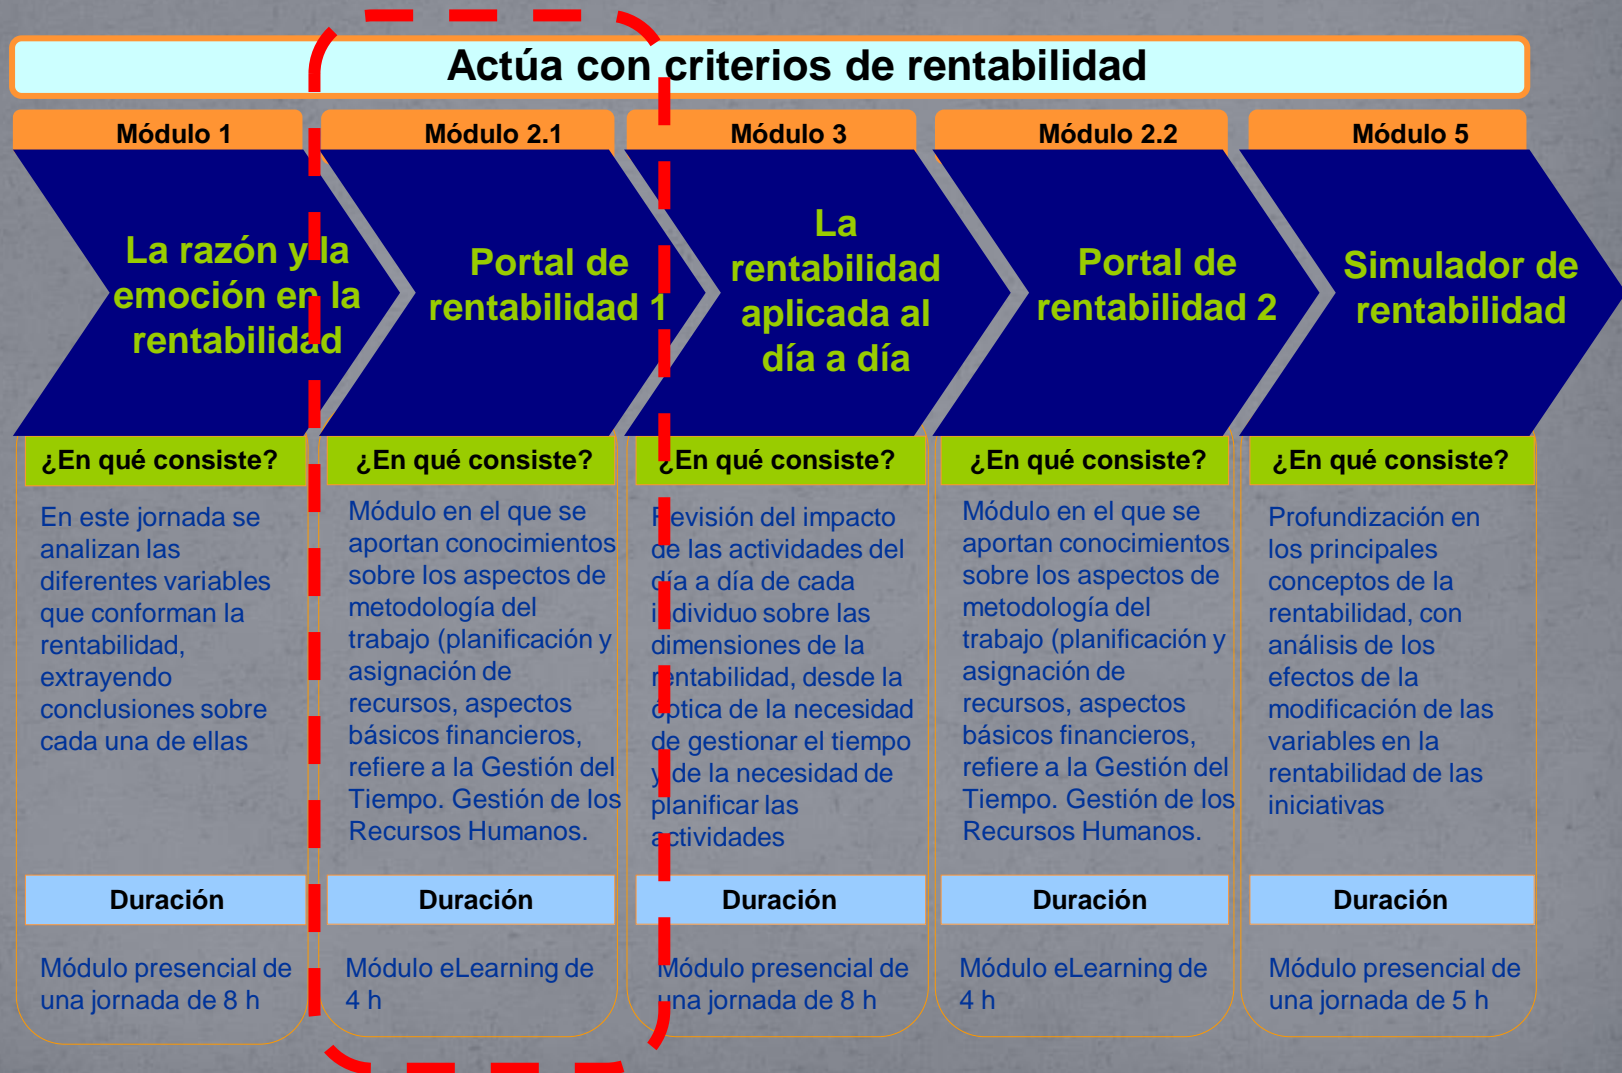 Actúa con criterios de rentabilidad
Módulo 1
La razón y la
emoción en la
rentabilidad
¿En qué consiste?
En este jornada se
analizan las
diferentes variables
que conforman la
rentabilidad,
extrayendo
conclusiones sobre
cada una de ellas
Duración
Módulo presencial de
una jornada de 8 h
Módulo 2.1
Portal de
rentabilidad 1
¿En qué consiste?
Módulo en el que se
aportan conocimientos
sobre los aspectos de
metodología del
trabajo (planificación y
asignación de
recursos, aspectos
básicos financieros,
refiere a la Gestión del
Tiempo. Gestión de los
Recursos Humanos.
Duración
Módulo eLearning de
4 h
Módulo 3
La
rentabilidad
aplicada al
día a día
¿En qué consiste?
Revisión del impacto
de las actividades del
día a día de cada
individuo sobre las
dimensiones de la
rentabilidad, desde la
óptica de la necesidad
de gestionar el tiempo
y de la necesidad de
planificar las
actividades
Duración
Módulo presencial de
una jornada de 8 h
Módulo 2.2
Portal de
rentabilidad 2
¿En qué consiste?
Módulo en el que se
aportan conocimientos
sobre los aspectos de
metodología del
trabajo (planificación y
asignación de
recursos, aspectos
básicos financieros,
refiere a la Gestión del
Tiempo. Gestión de los
Recursos Humanos.
Duración
Módulo eLearning de
4 h
Módulo 5
Simulador de
rentabilidad
¿En qué consiste?
Profundización en
los principales
conceptos de la
rentabilidad, con
análisis de los
efectos de la
modificación de las
variables en la
rentabilidad de las
iniciativas
Duración
Módulo presencial de
una jornada de 5 h